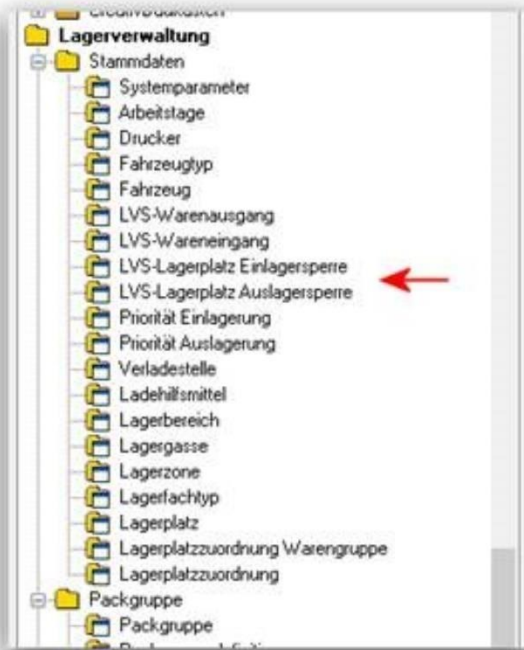 Lagerverwaltung
Stammdaten
Systemparameter
Arbeitstage
Drucker
Fahrzeugtyp
Fahrzeug
LVS-Warenausgang
LVS-Wareneingang
LVS-Lagerplatz Einlagersperre
LVS-Lagerplatz Auslagersperre
Priorität Einlagerung
Priorität Auslagerung
Verladestelle
Ladehilfsmittel
Lagerbereich
Lagergasse
Lagerzone
Lagerfachtyp
Lagerplatz
Lagerplatzzuordnung Warengruppe
Lagerplatzzuordnung
Packgruppe
Packgruppe